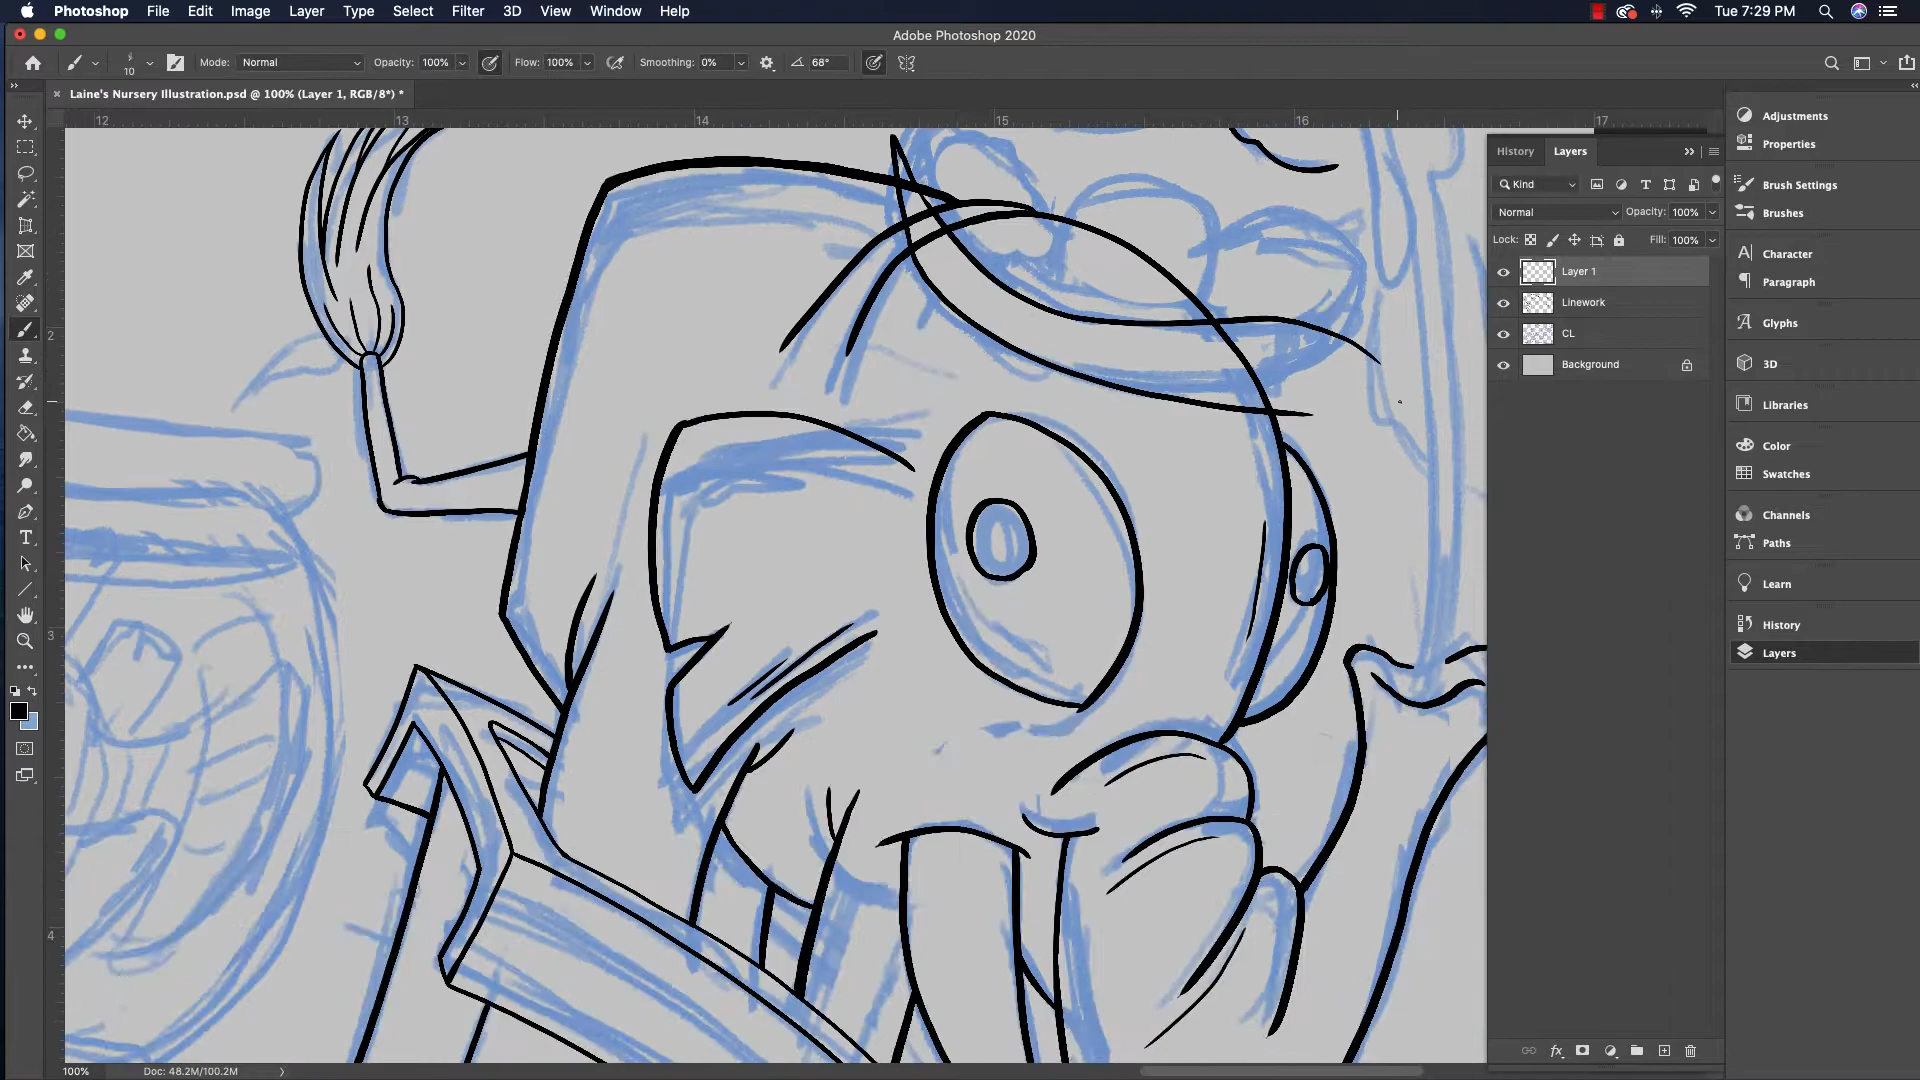 Photoshop File Edit Image Layer Type Select Filter 3D View Window Help Tue 7:29 PM
Adobe Photoshop 2020
10 Mode: Normal Opacity: 100% Flow: 100% Smoothing: 0% 68°
Laine's Nursery Illustration.psd @ 100% (Layer 1, RGB/8*) *
12 13 14 15 16 17
2
3
4
History Layers
Kind
Normal Opacity: 100%
Lock: Fill: 100%
Layer 1
Linework
CL
Background
Adjustments
Properties
Brush Settings
Brushes
Character
Paragraph
Glyphs
3D
Libraries
Color
Swatches
Channels
Paths
Learn
History
Layers
100% Doc: 48.2M/100.2M